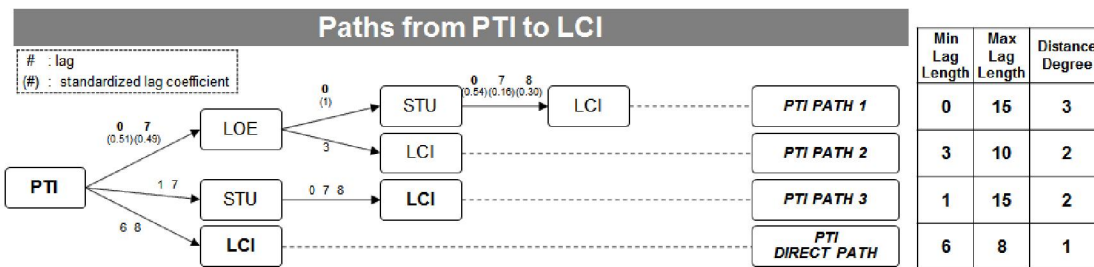 Paths from PTI to LCI
# : lag
(#) : standardized lag coefficient
Min Lag Length
Max Lag Length
Distance Degree
0
(1)
0 7 8
(0.54)(0.16)(0.30)
STU
LCI
PTI PATH 1
0
15
3
0 7
(0.51)(0.49)
LOE
3
LCI
PTI PATH 2
3
10
2
PTI
1 7
STU
0 7 8
LCI
PTI PATH 3
1
15
2
6 8
LCI
PTI
DIRECT PATH
6
8
1